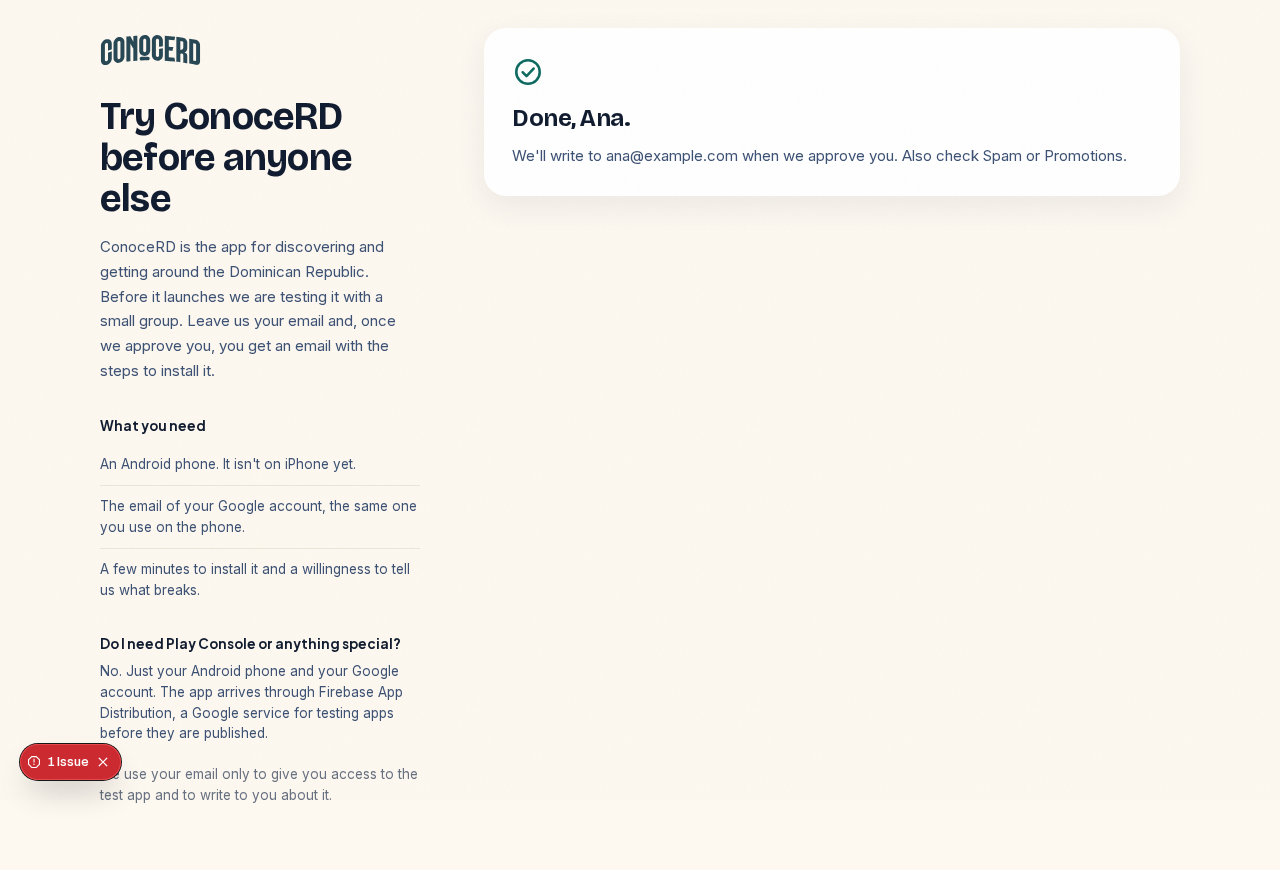 CONOCERD
Try ConoceRD
before anyone
else
ConoceRD is the app for discovering and
getting around the Dominican Republic.
Before it launches we are testing it with a
small group. Leave us your email and, once
we approve you, you get an email with the
steps to install it.
What you need
An Android phone. It isn't on iPhone yet.
The email of your Google account, the same one
you use on the phone.
A few minutes to install it and a willingness to tell
us what breaks.
Do I need Play Console or anything special?
No. Just your Android phone and your Google
account. The app arrives through Firebase App
Distribution, a Google service for testing apps
before they are published.
use your email only to give you access to the
test app and to write to you about it.
1 Issue
Done, Ana.
We'll write to ana@example.com when we approve you. Also check Spam or Promotions.